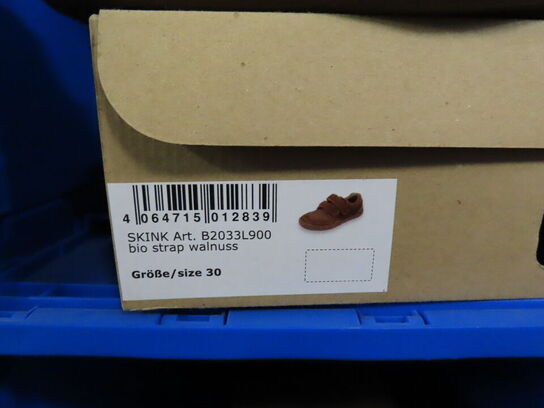 4 064715 012839
SKINK Art. B2033L900
bio strap walnuss
Größe/size 30